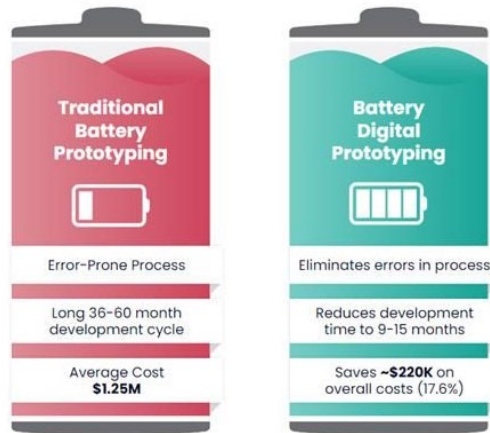 Traditional
Battery
Prototyping
Error-Prone Process
Long 36-60 month
development cycle
Average Cost
$1.25M
Battery
Digital
Prototyping
Eliminates errors in process
Reduces development
time to 9-15 months
Saves ~$220K on
overall costs (17.6%)